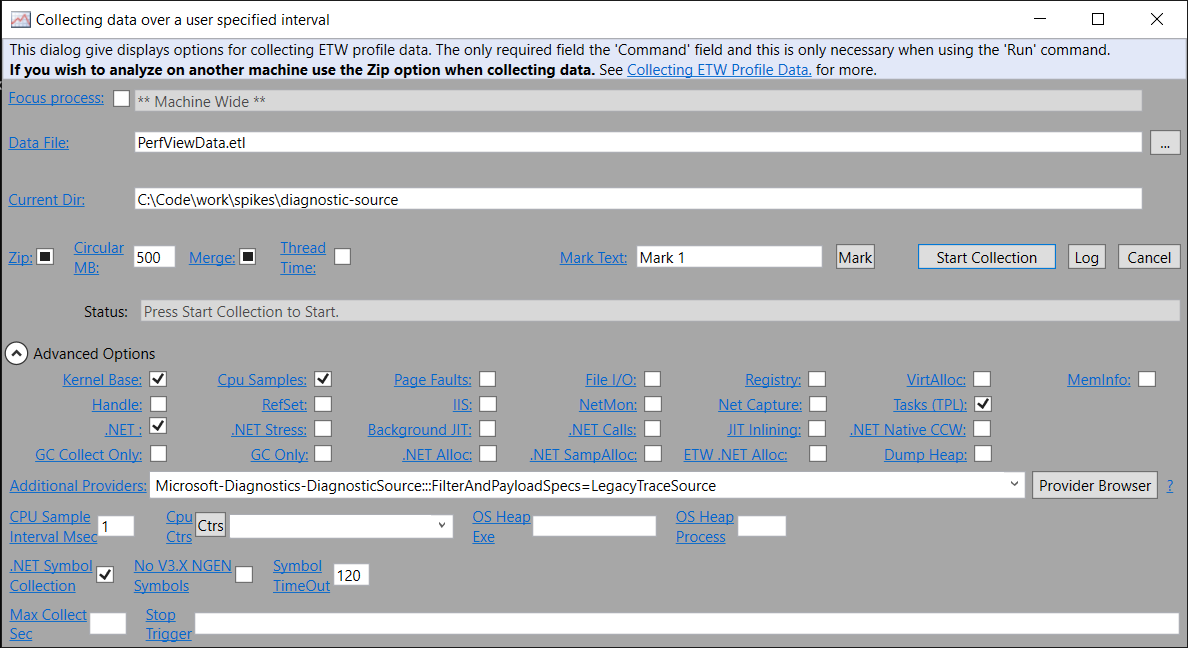 Collecting data over a user specified interval
This dialog give displays options for collecting ETW profile data. The only required field the 'Command' field and this is only necessary when using the 'Run' command.
If you wish to analyze on another machine use the Zip option when collecting data. See Collecting ETW Profile Data. for more.
Focus process: ** Machine Wide **
Data File: PerfViewData.etl ...
Current Dir: C:\Code\work\spikes\diagnostic-source
Zip: Circular MB: 500 Merge: Thread Time: Mark Text: Mark 1 Mark Start Collection Log Cancel
Status: Press Start Collection to Start.
Advanced Options
Kernel Base: Cpu Samples: Page Faults: File I/O: Registry: VirtAlloc: MemInfo:
Handle: RefSet: IIS: NetMon: Net Capture: Tasks (TPL):
.NET : .NET Stress: Background JIT: .NET Calls: JIT Inlining: .NET Native CCW:
GC Collect Only: GC Only: .NET Alloc: .NET SampAlloc: ETW .NET Alloc: Dump Heap:
Additional Providers: Microsoft-Diagnostics-DiagnosticSource:::FilterAndPayloadSpecs=LegacyTraceSource Provider Browser ?
CPU Sample Interval Msec 1 Cpu Ctrs Ctrs OS Heap Exe OS Heap Process
.NET Symbol Collection No V3.X NGEN Symbols Symbol TimeOut 120
Max Collect Sec Stop Trigger